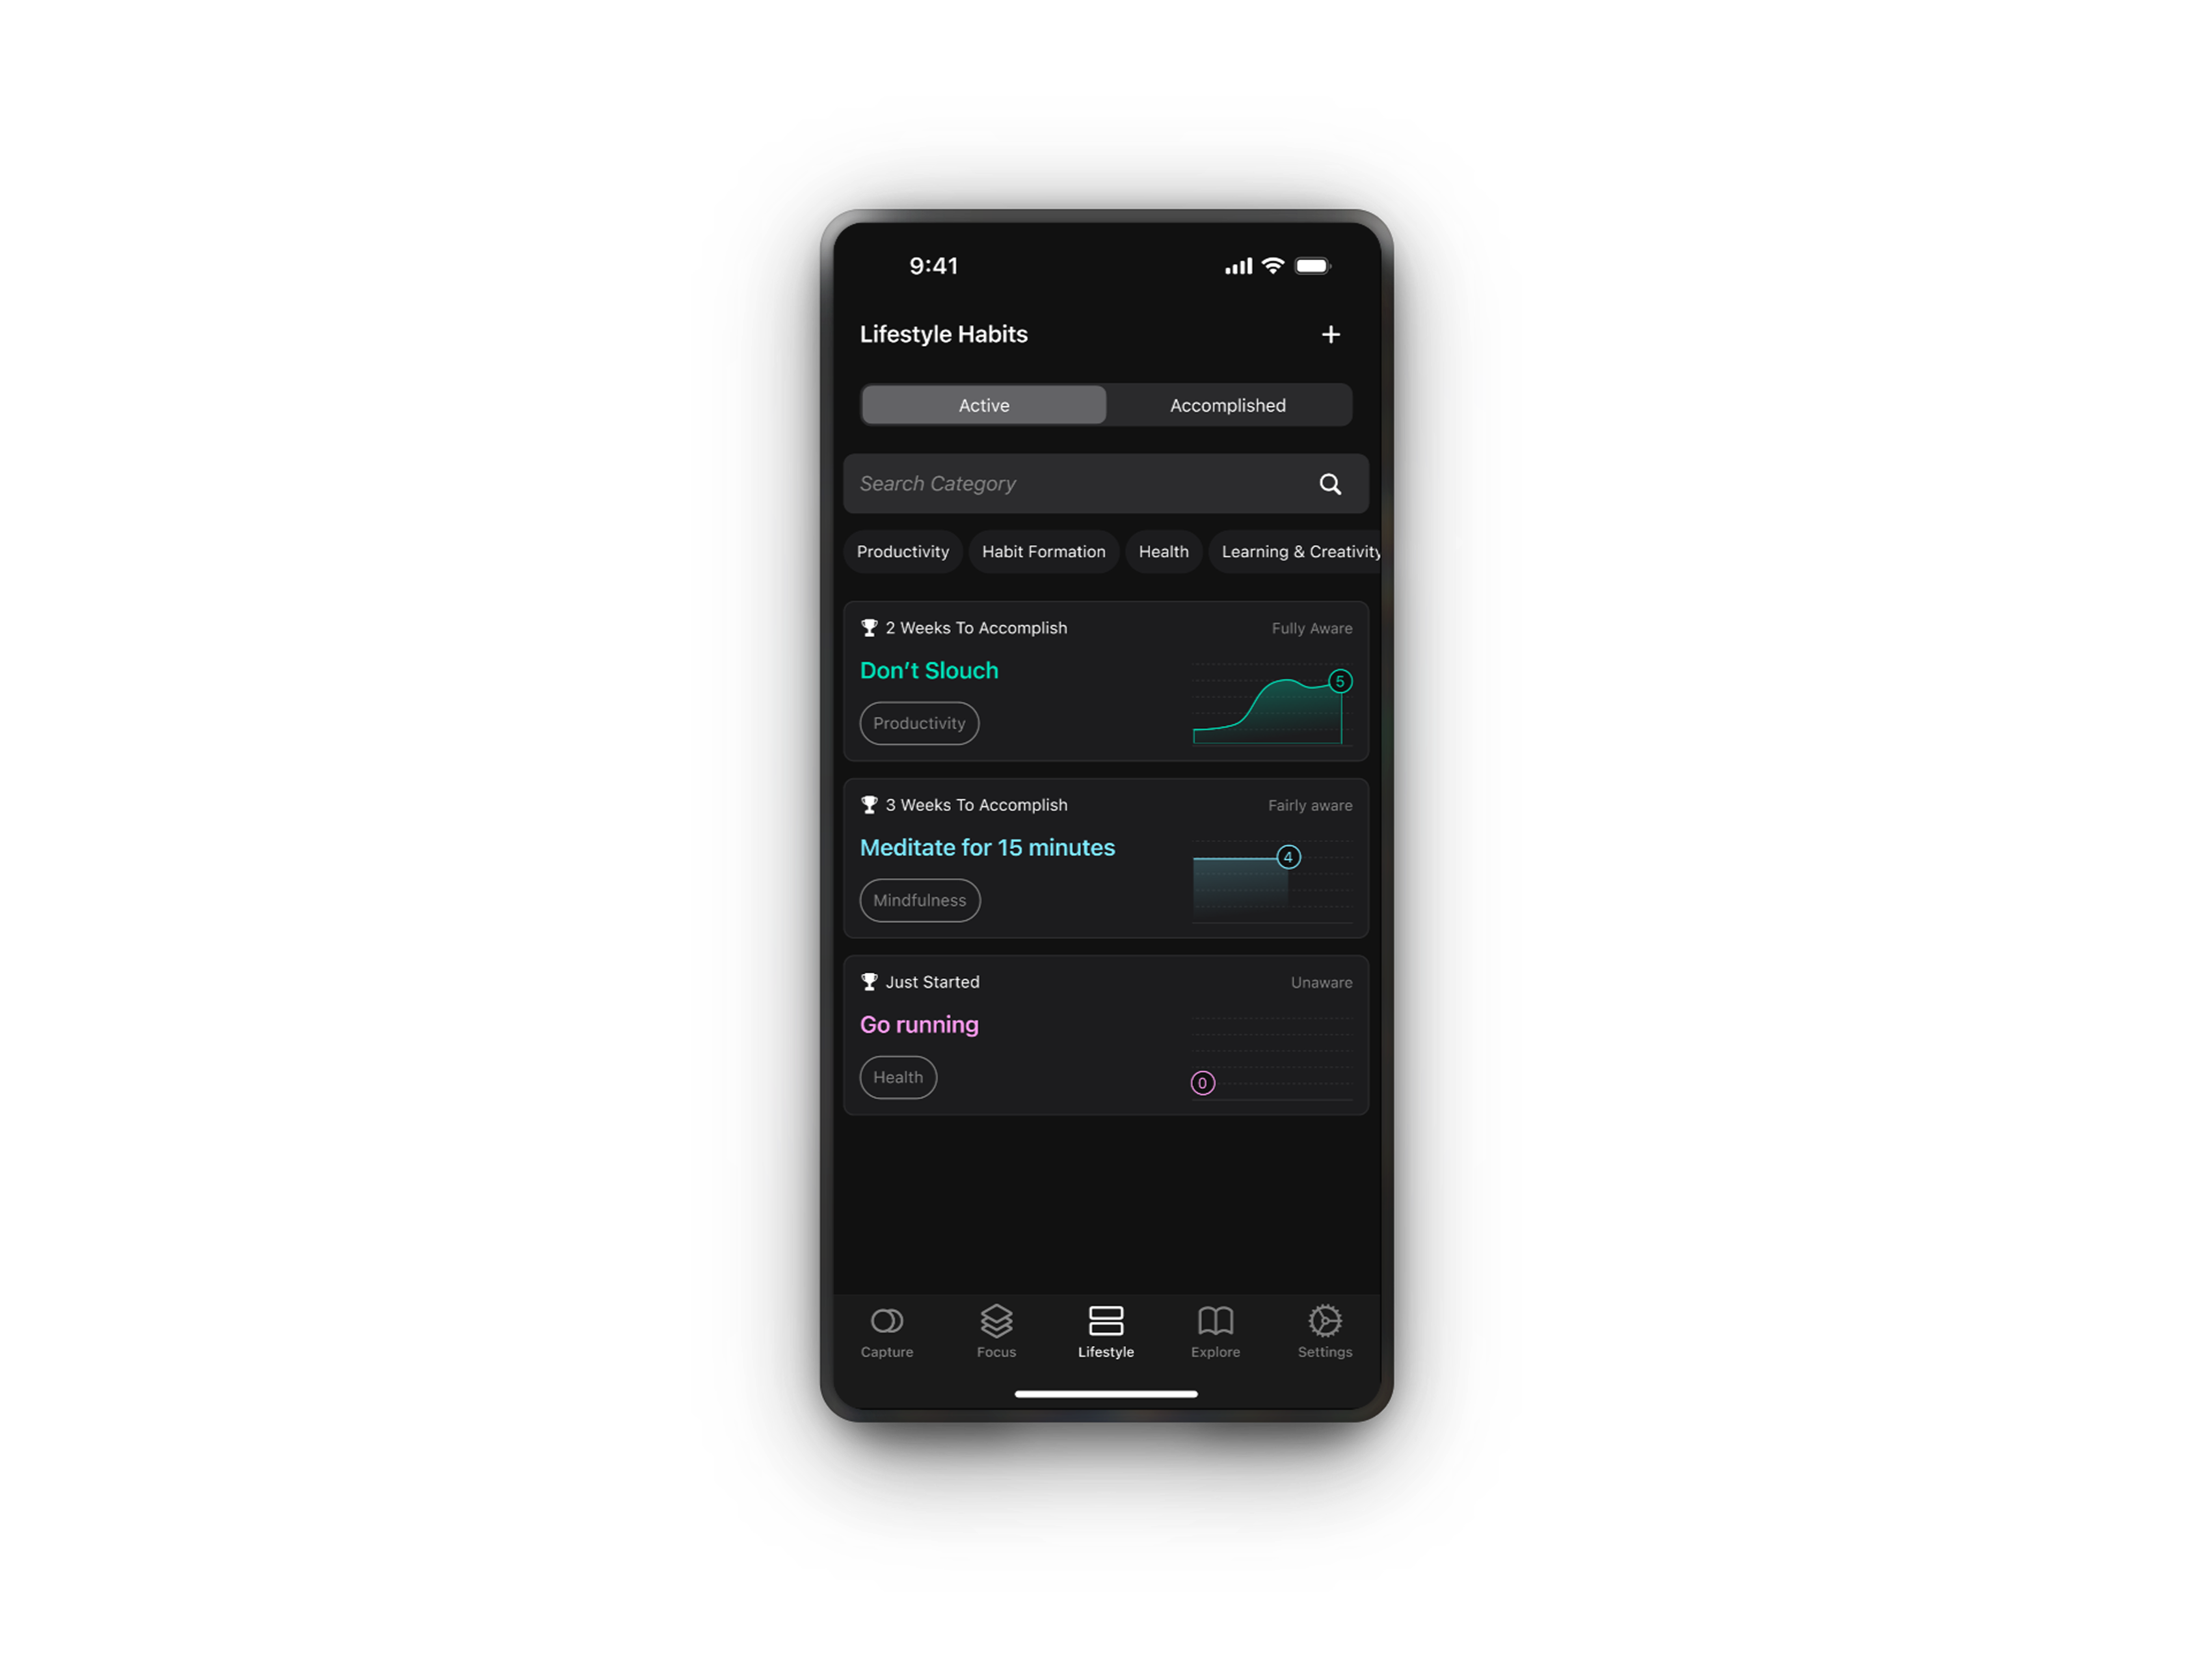 9:41
Lifestyle Habits
Active Accomplished
Search Category
Productivity Habit Formation Health Learning & Creativity
2 Weeks To Accomplish Fully Aware
Don’t Slouch
5
Productivity
3 Weeks To Accomplish Fairly aware
Meditate for 15 minutes
4
Mindfulness
Just Started Unaware
Go running
Health
0
Capture Focus Lifestyle Explore Settings